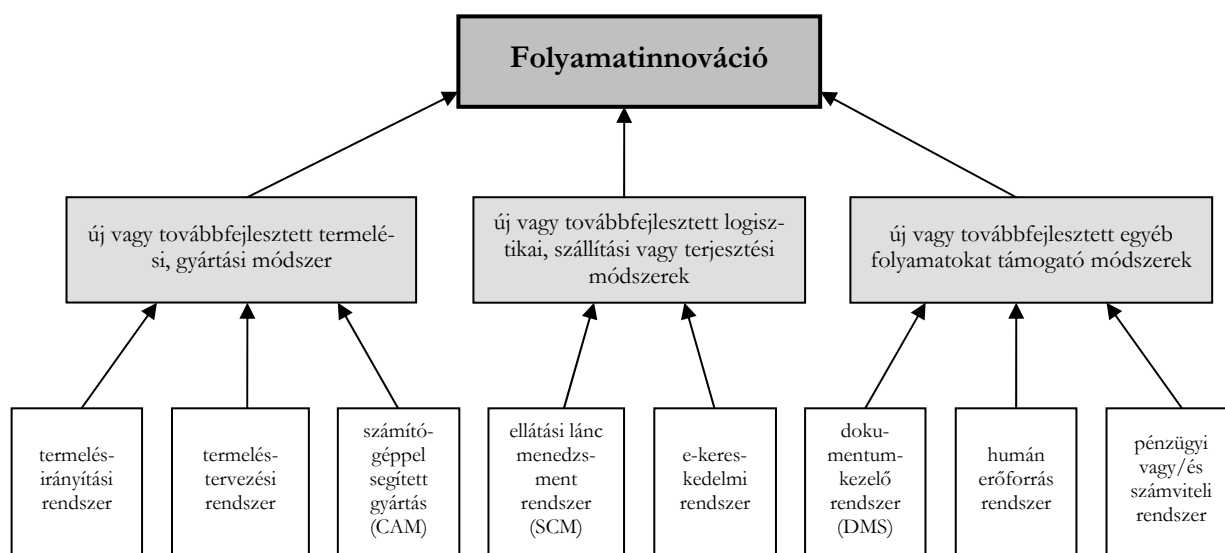 Folyamatinnováció
új vagy továbbfejlesztett termelé-
si, gyártási módszer
új vagy továbbfejlesztett logisz-
tikai, szállítási vagy terjesztési
módszerek
új vagy továbbfejlesztett egyéb
folyamatokat támogató módszerek
termelés-
irányítási
rendszer
termelés-
tervezési
rendszer
számító-
géppel
segített
gyártás
(CAM)
ellátási lánc
menedzs-
ment
rendszer
(SCM)
e-keres-
kedelmi
rendszer
doku-
mentum-
kezelő
rendszer
(DMS)
humán
erőforrás
rendszer
pénzügyi
vagy/és
számviteli
rendszer